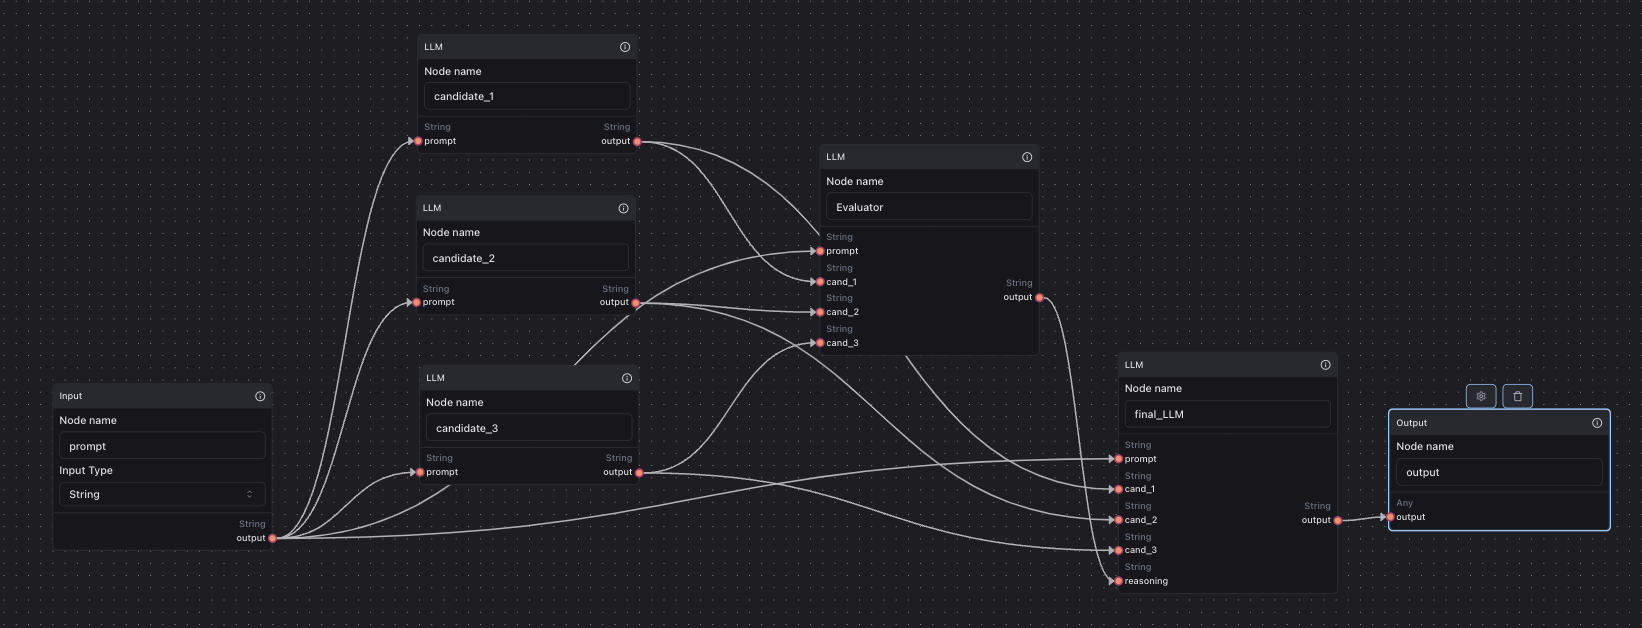 LLM
Node name
candidate_1
String String
prompt output
LLM
Node name
candidate_2
String String
prompt output
LLM
Node name
candidate_3
String String
prompt output
Input
Node name
prompt
Input Type
String
String
output
LLM
Node name
Evaluator
String
prompt
String
cand_1
String
output
String
cand_2
String
cand_3
LLM
Node name
final_LLM
String
prompt
String
cand_1
String
cand_2
String
output
String
cand_3
String
reasoning
Output
Node name
output
Any
output